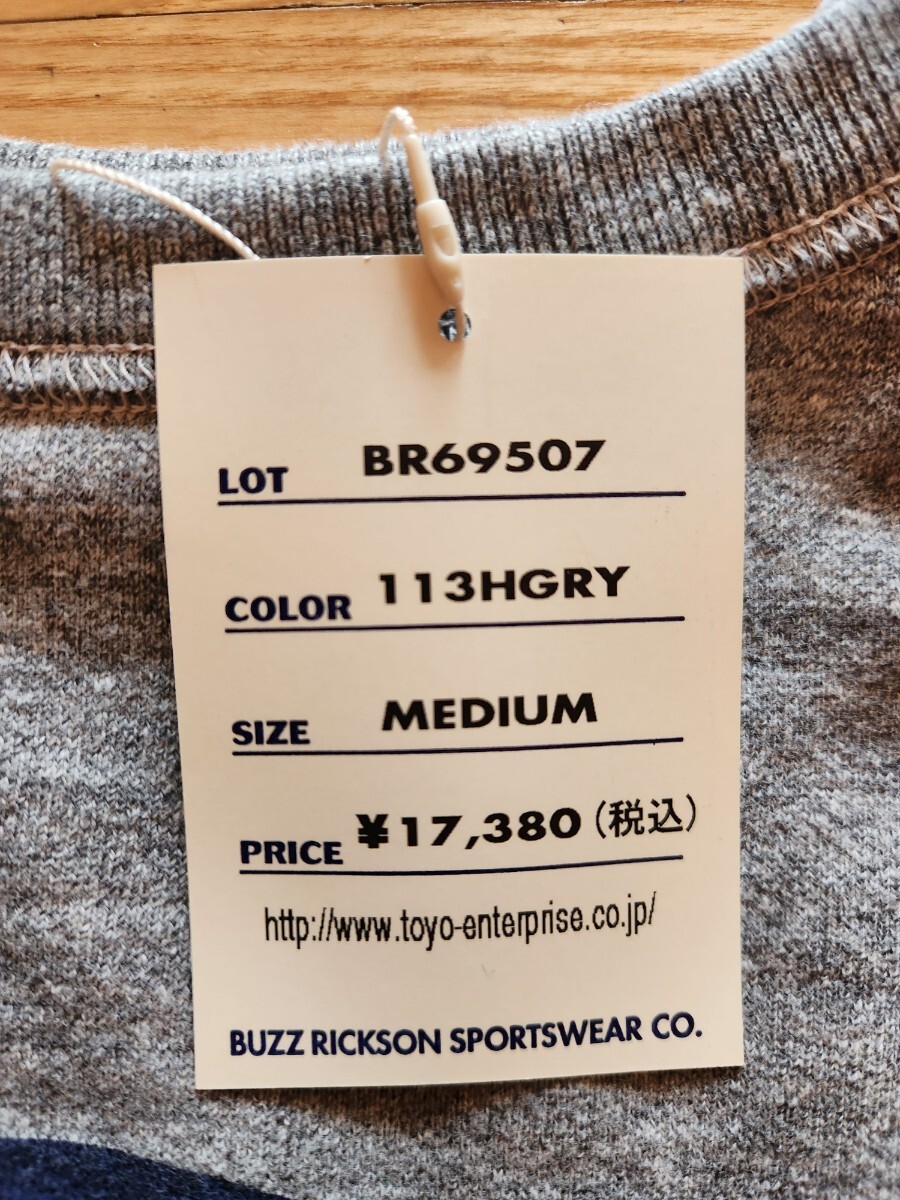 LOT BR69507
COLOR 113HGRY
SIZE MEDIUM
PRICE ¥17,380(税込)
http://www.toyo-enterprise.co.jp/
BUZZ RICKSON SPORTSWEAR CO.